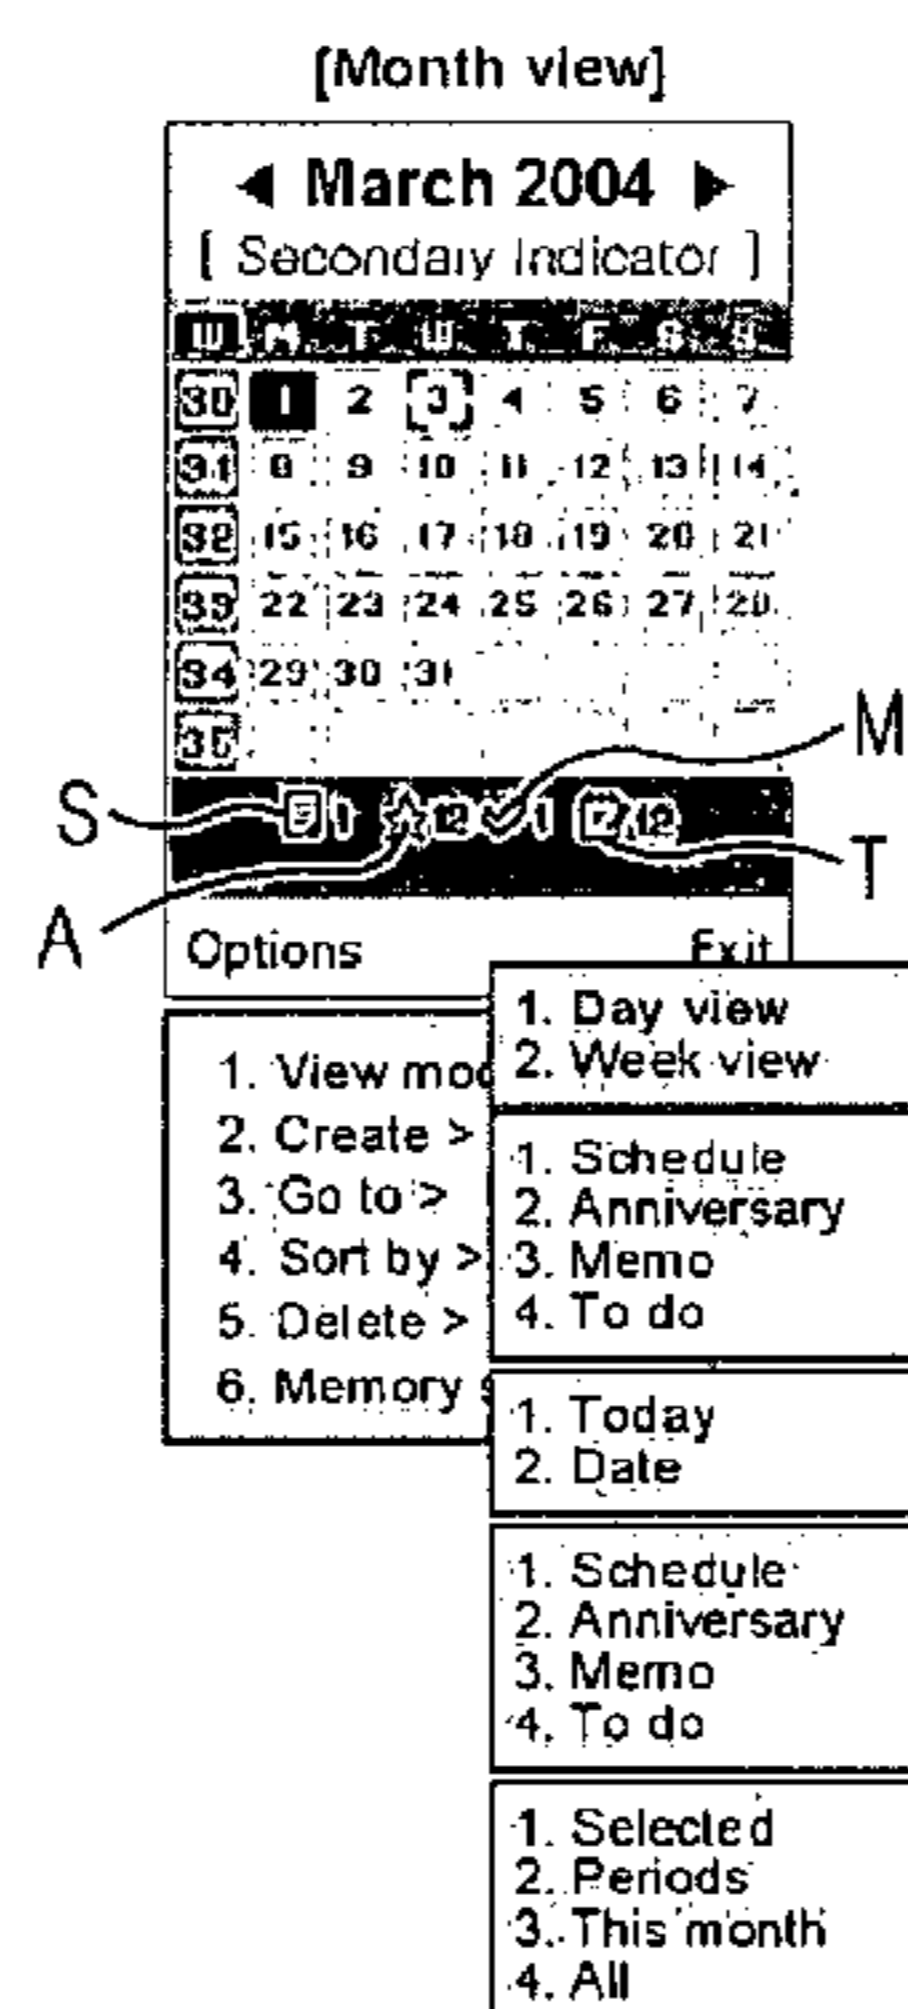 [Month view]
◄ March 2004 ►
[ Secondary Indicator ]
W M T W T F S S
30 1 2 3 4 5 6 7
31 8 9 10 11 12 13 14
32 15 16 17 18 19 20 21
33 22 23 24 25 26 27 28
34 29 30 31
35
M
S
1 12 1 12
T
A
Options Exit
1. View mod
2. Create >
3. Go to >
4. Sort by >
5. Delete >
6. Memory s
1. Day view
2. Week view
1. Schedule
2. Anniversary
3. Memo
4. To do
1. Today
2. Date
1. Schedule
2. Anniversary
3. Memo
4. To do
1. Selected
2. Periods
3. This month
4. All